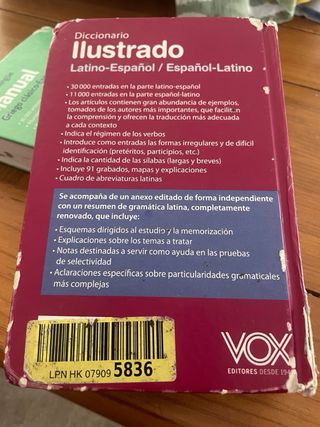 Diccionario
Ilustrado
Latino-Español / Español-Latino
• 30 000 entradas en la parte latino-español
• 11 000 entradas en la parte español-latino
• Los artículos contienen gran abundancia de ejemplos,
tomados de los autores más importantes, que facilit n
la comprensión y ofrecen la traducción más adecuada
a cada contexto
• Indica el régimen de los verbos
• Introduce como entradas las formas irregulares y de difícil
identificación (pretéritos, participios, etc.)
• Indica la cantidad de las sílabas (largas y breves)
• Incluye 91 grabados, mapas y explicaciones
• Cuadro de abreviaturas latinas
Se acompaña de un anexo editado de forma independiente
con un resumen de gramática latina, completamente
renovado, que incluye:
• Esquemas dirigidos al estudio y la memorización
• Explicaciones sobre los temas a tratar
• Notas destinadas a servir como ayuda en las pruebas
de selectividad
• Aclaraciones específicas sobre particularidades gramaticales
más complejas
LPN HK 07909 5836
VOX
EDITORES DESDE
manual
Griego clásico